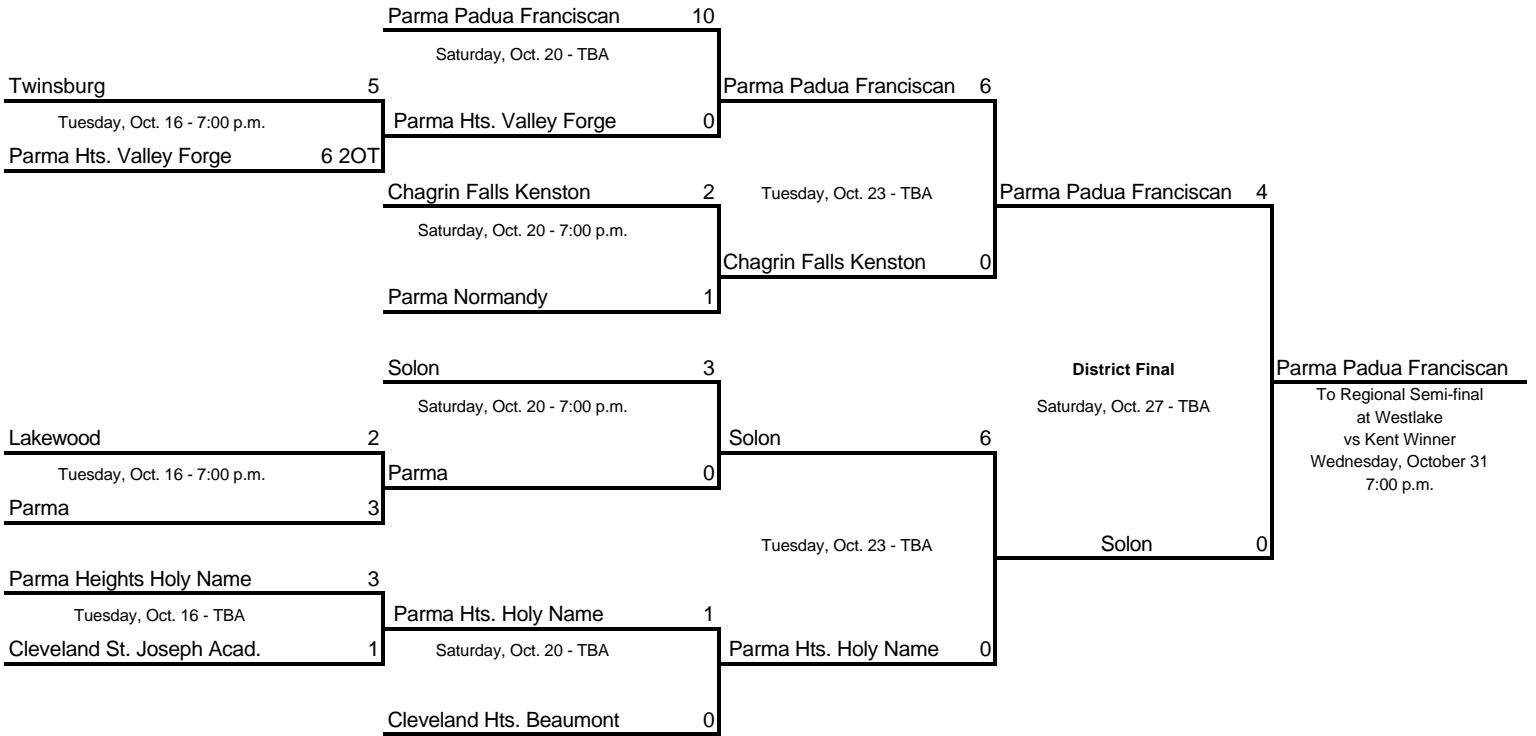 Parma Padua Franciscan 10
Saturday, Oct. 20 - TBA
Twinsburg 5
Parma Padua Franciscan 6
Tuesday, Oct. 16 - 7:00 p.m.
Parma Hts. Valley Forge 0
Parma Hts. Valley Forge 6 2OT
Chagrin Falls Kenston 2
Tuesday, Oct. 23 - TBA
Parma Padua Franciscan 4
Saturday, Oct. 20 - 7:00 p.m.
Chagrin Falls Kenston 0
Parma Normandy 1
Solon 3
District Final
Parma Padua Franciscan
Saturday, Oct. 20 - 7:00 p.m.
Saturday, Oct. 27 - TBA
To Regional Semi-final
at Westlake
vs Kent Winner
Wednesday, October 31
7:00 p.m.
Lakewood 2
Solon 6
Tuesday, Oct. 16 - 7:00 p.m.
Parma 0
Parma 3
Tuesday, Oct. 23 - TBA
Solon 0
Parma Heights Holy Name 3
Tuesday, Oct. 16 - TBA
Parma Hts. Holy Name 1
Cleveland St. Joseph Acad. 1
Saturday, Oct. 20 - TBA
Parma Hts. Holy Name 0
Cleveland Hts. Beaumont 0